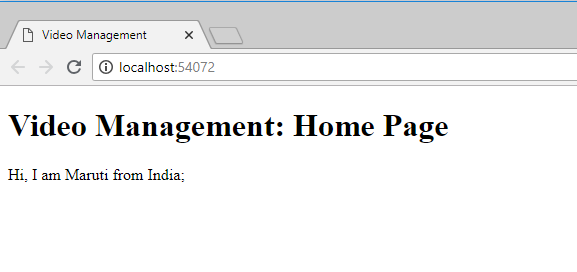 Video Management
localhost:54072
Video Management: Home Page
Hi, I am Maruti from India;